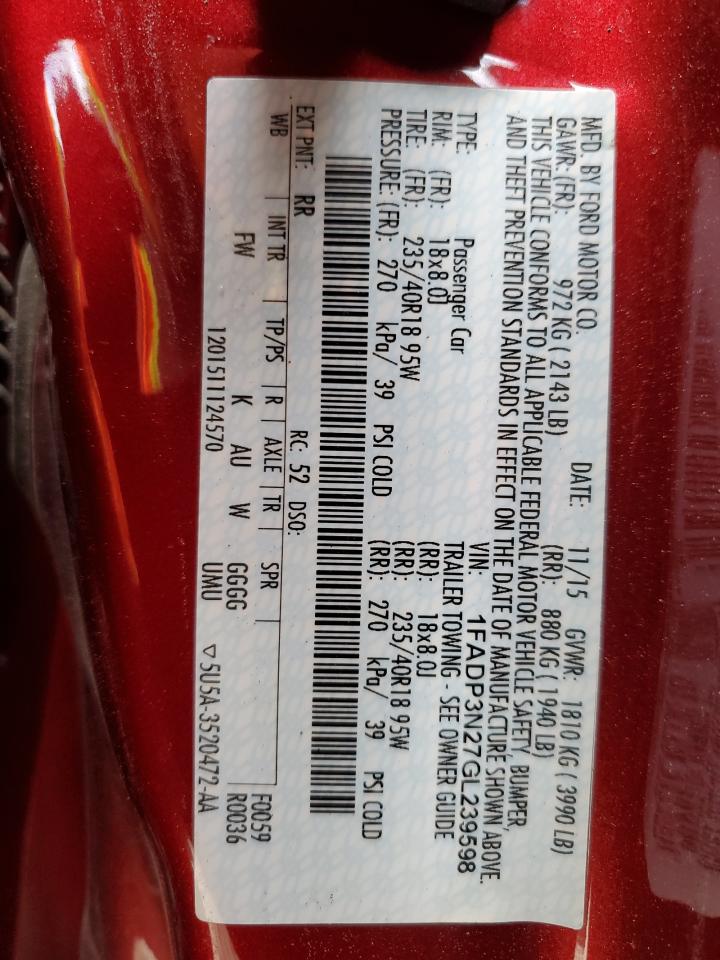 MFD. BY FORD MOTOR CO.
DATE: 11/15 GVWR: 1810 KG ( 3990 LB)
GAWR: (FR): 972 KG ( 2143 LB) (RR): 880 KG ( 1940 LB)
THIS VEHICLE CONFORMS TO ALL APPLICABLE FEDERAL MOTOR VEHICLE SAFETY, BUMPER,
AND THEFT PREVENTION STANDARDS IN EFFECT ON THE DATE OF MANUFACTURE SHOWN ABOVE.
VIN: 1FADP3N27GL239598
TYPE: Passenger Car TRAILER TOWING - SEE OWNER GUIDE
RIM: (FR): 18x8.0J (RR): 18x8.0J
TIRE: (FR): 235/40R18 95W (RR): 235/40R18 95W
PRESSURE: (FR): 270 kPa/ 39 PSI COLD (RR): 270 kPa/ 39 PSI COLD
EXT PNT: RR RC: 52 DSO:
WB INT TR TP/PS R AXLE TR SPR F0059
FW K AU W GGGG R0036
1201511124570 UMU ▽5U5A-3520472-AA